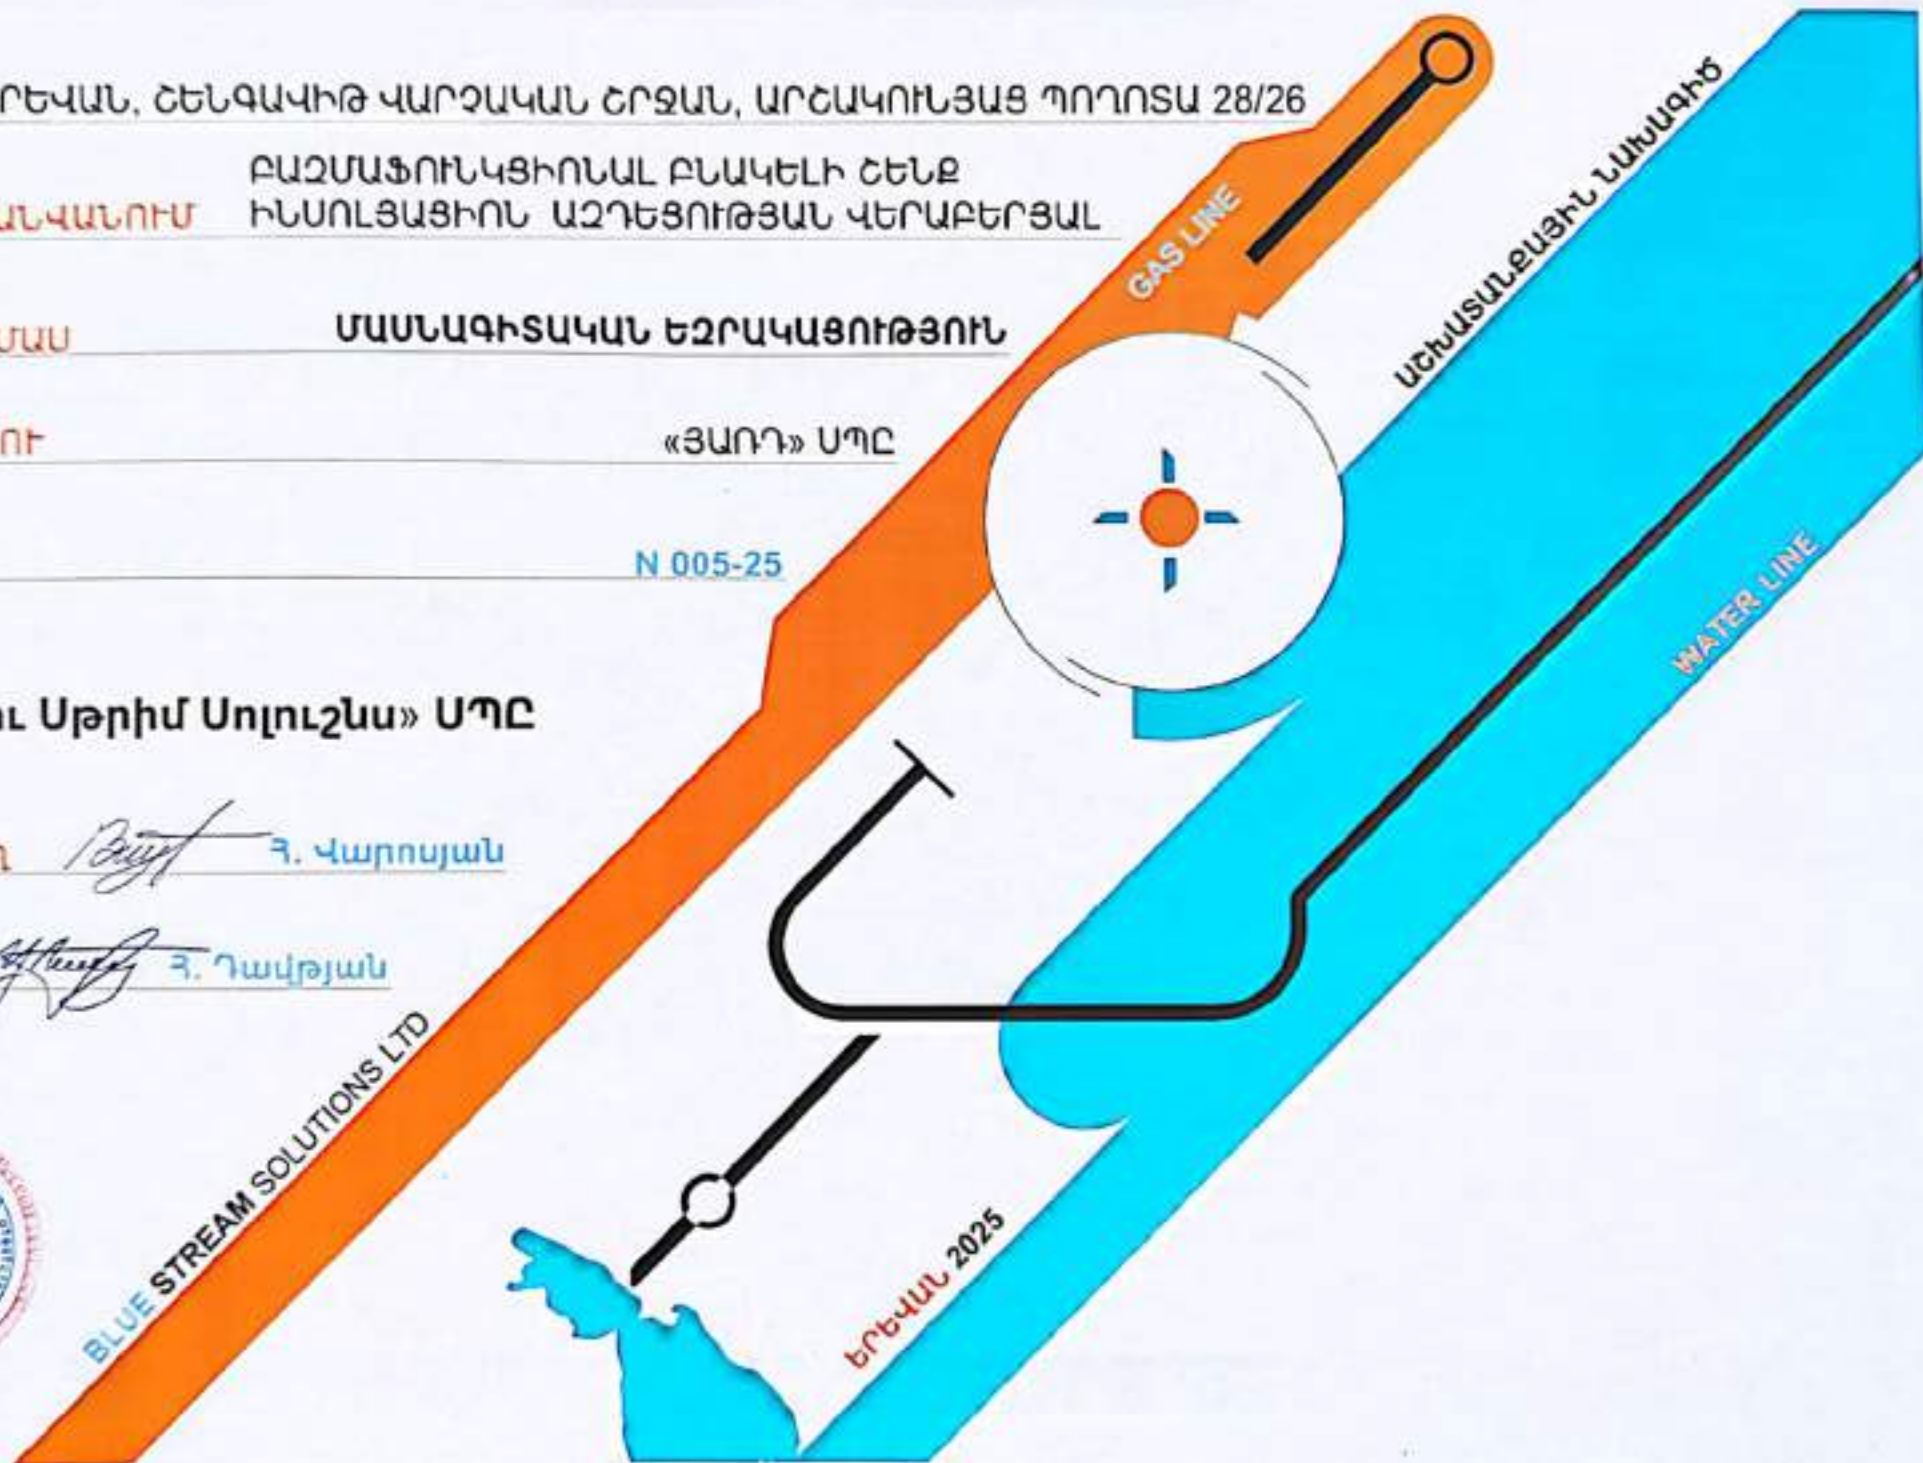 ՐԵՎԱՆ, ՇԵՆԳԱՎԻԹ ՎԱՐՉԱԿԱՆ ՇՐՋԱՆ, ԱՐՇԱԿՈՒՆՅԱՑ ՊՈՂՈՏԱ 28/26
ԲԱԶՄԱՖՈՒՆԿՑԻՈՆԱԼ ԲՆԱԿԵԼԻ ՇԵՆՔ
ԱՆՎԱՆՈՒՄ ԻՆՍՈԼՅԱՑԻՈՆ ԱԶԴԵՑՈՒԹՅԱՆ ՎԵՐԱԲԵՐՅԱԼ
ՄԱՍ ՄԱՍՆԱԳԻՏԱԿԱՆ ԵԶՐԱԿԱՑՈՒԹՅՈՒՆ
ՈՒ «ՅԱՌԴ» ՍՊԸ
N 005-25
ու Սթրիմ Սոլուշնս» ՍՊԸ
Հ. Վարոսյան
Հ. Դավթյան
BLUE STREAM SOLUTIONS LTD
GAS LINE
ԱՇԽԱՏԱՆՔԱՅԻՆ ՆԱԽԱԳԻԾ
WATER LINE
ԵՐԵՎԱՆ 2025